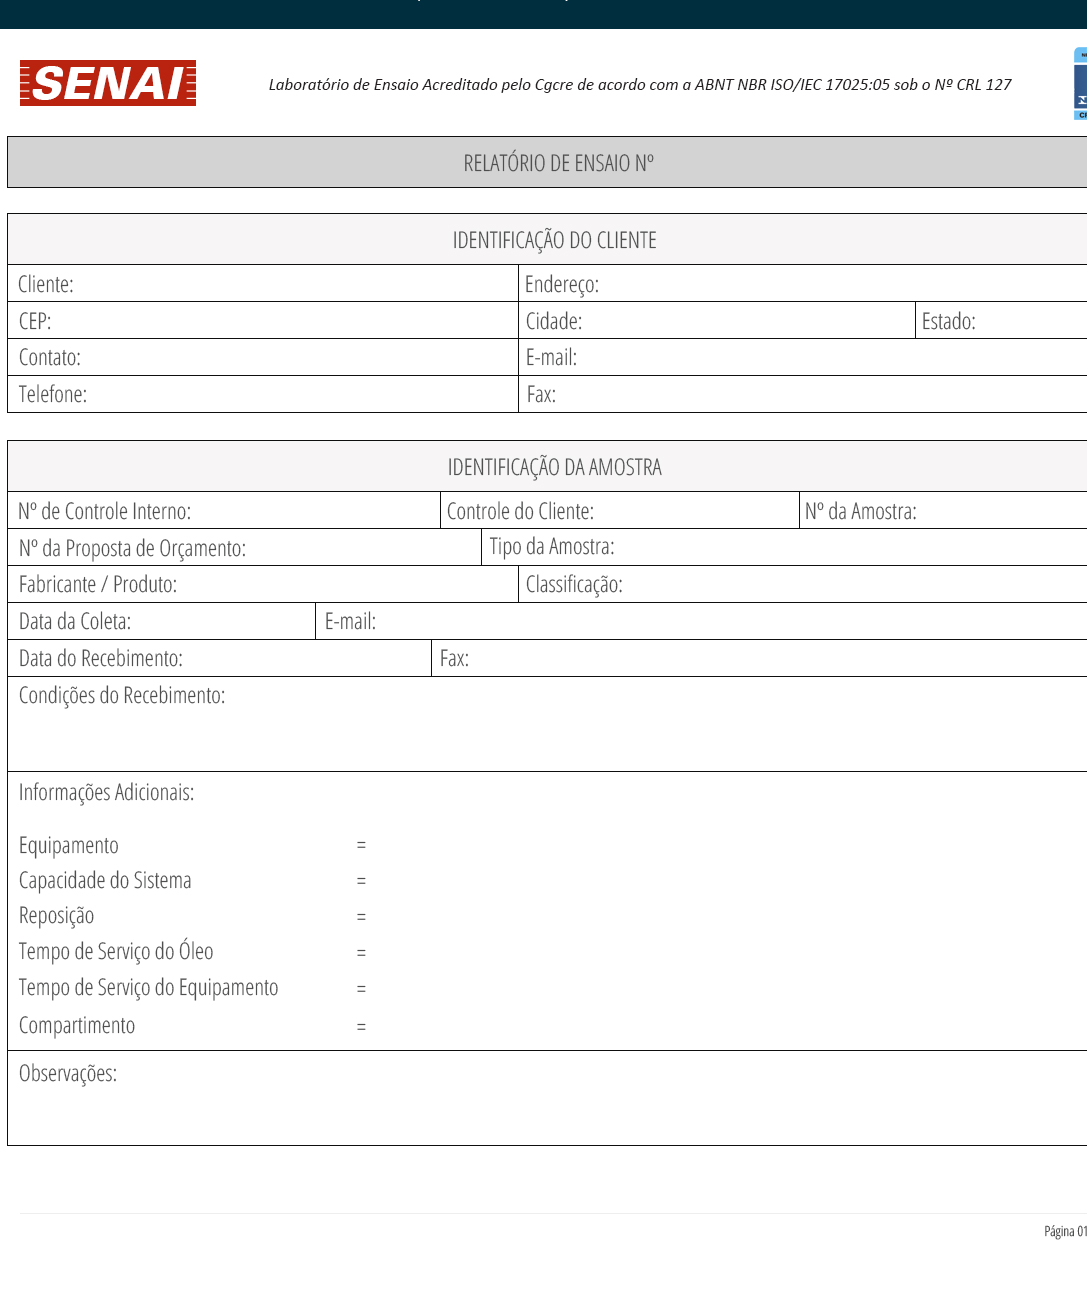 SENAI
Laboratório de Ensaio Acreditado pelo Cgcre de acordo com a ABNT NBR ISO/IEC 17025:05 sob o Nº CRL 127
RELATÓRIO DE ENSAIO Nº
IDENTIFICAÇÃO DO CLIENTE
Cliente: Endereço:
CEP: Cidade: Estado:
Contato: E-mail:
Telefone: Fax:
IDENTIFICAÇÃO DA AMOSTRA
Nº de Controle Interno: Controle do Cliente: Nº da Amostra:
Nº da Proposta de Orçamento: Tipo da Amostra:
Fabricante / Produto: Classificação:
Data da Coleta: E-mail:
Data do Recebimento: Fax:
Condições do Recebimento:
Informações Adicionais:
Equipamento =
Capacidade do Sistema =
Reposição =
Tempo de Serviço do Óleo =
Tempo de Serviço do Equipamento =
Compartimento =
Observações:
Página 01